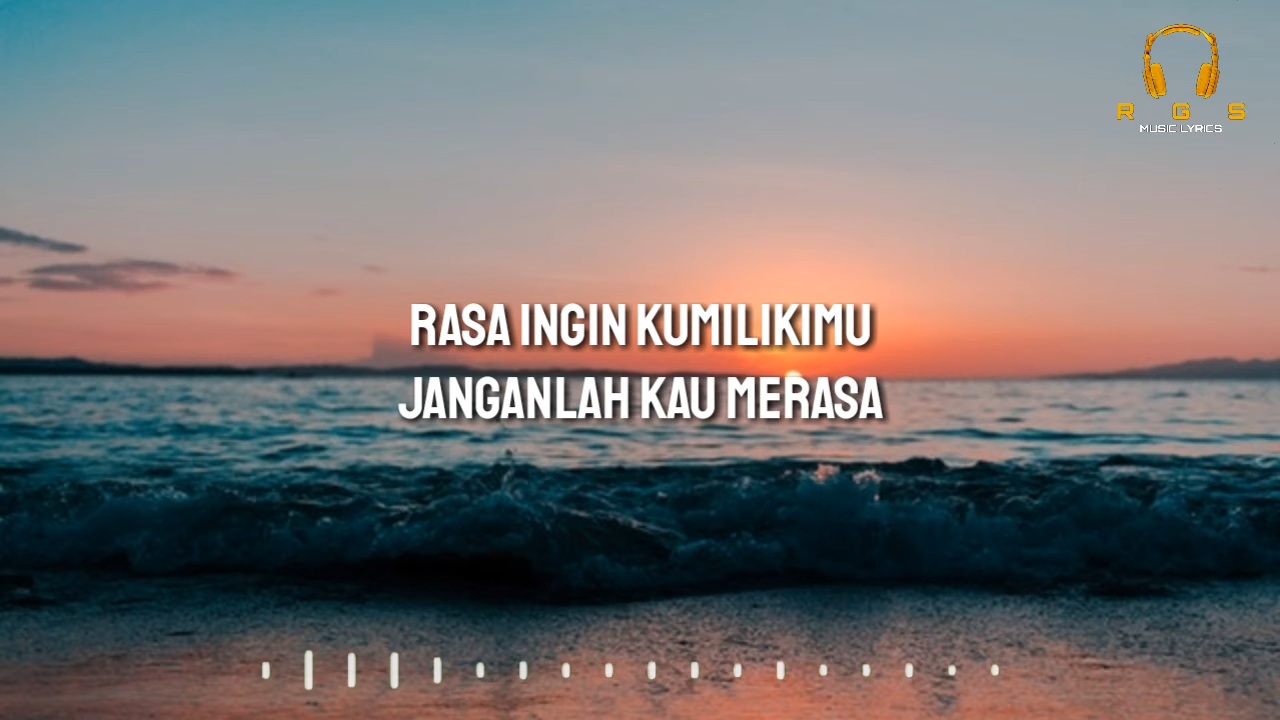 R G S
MUSIC LYRICS
RASA INGIN KUMILIKIMU
JANGANLAH KAU MERASA